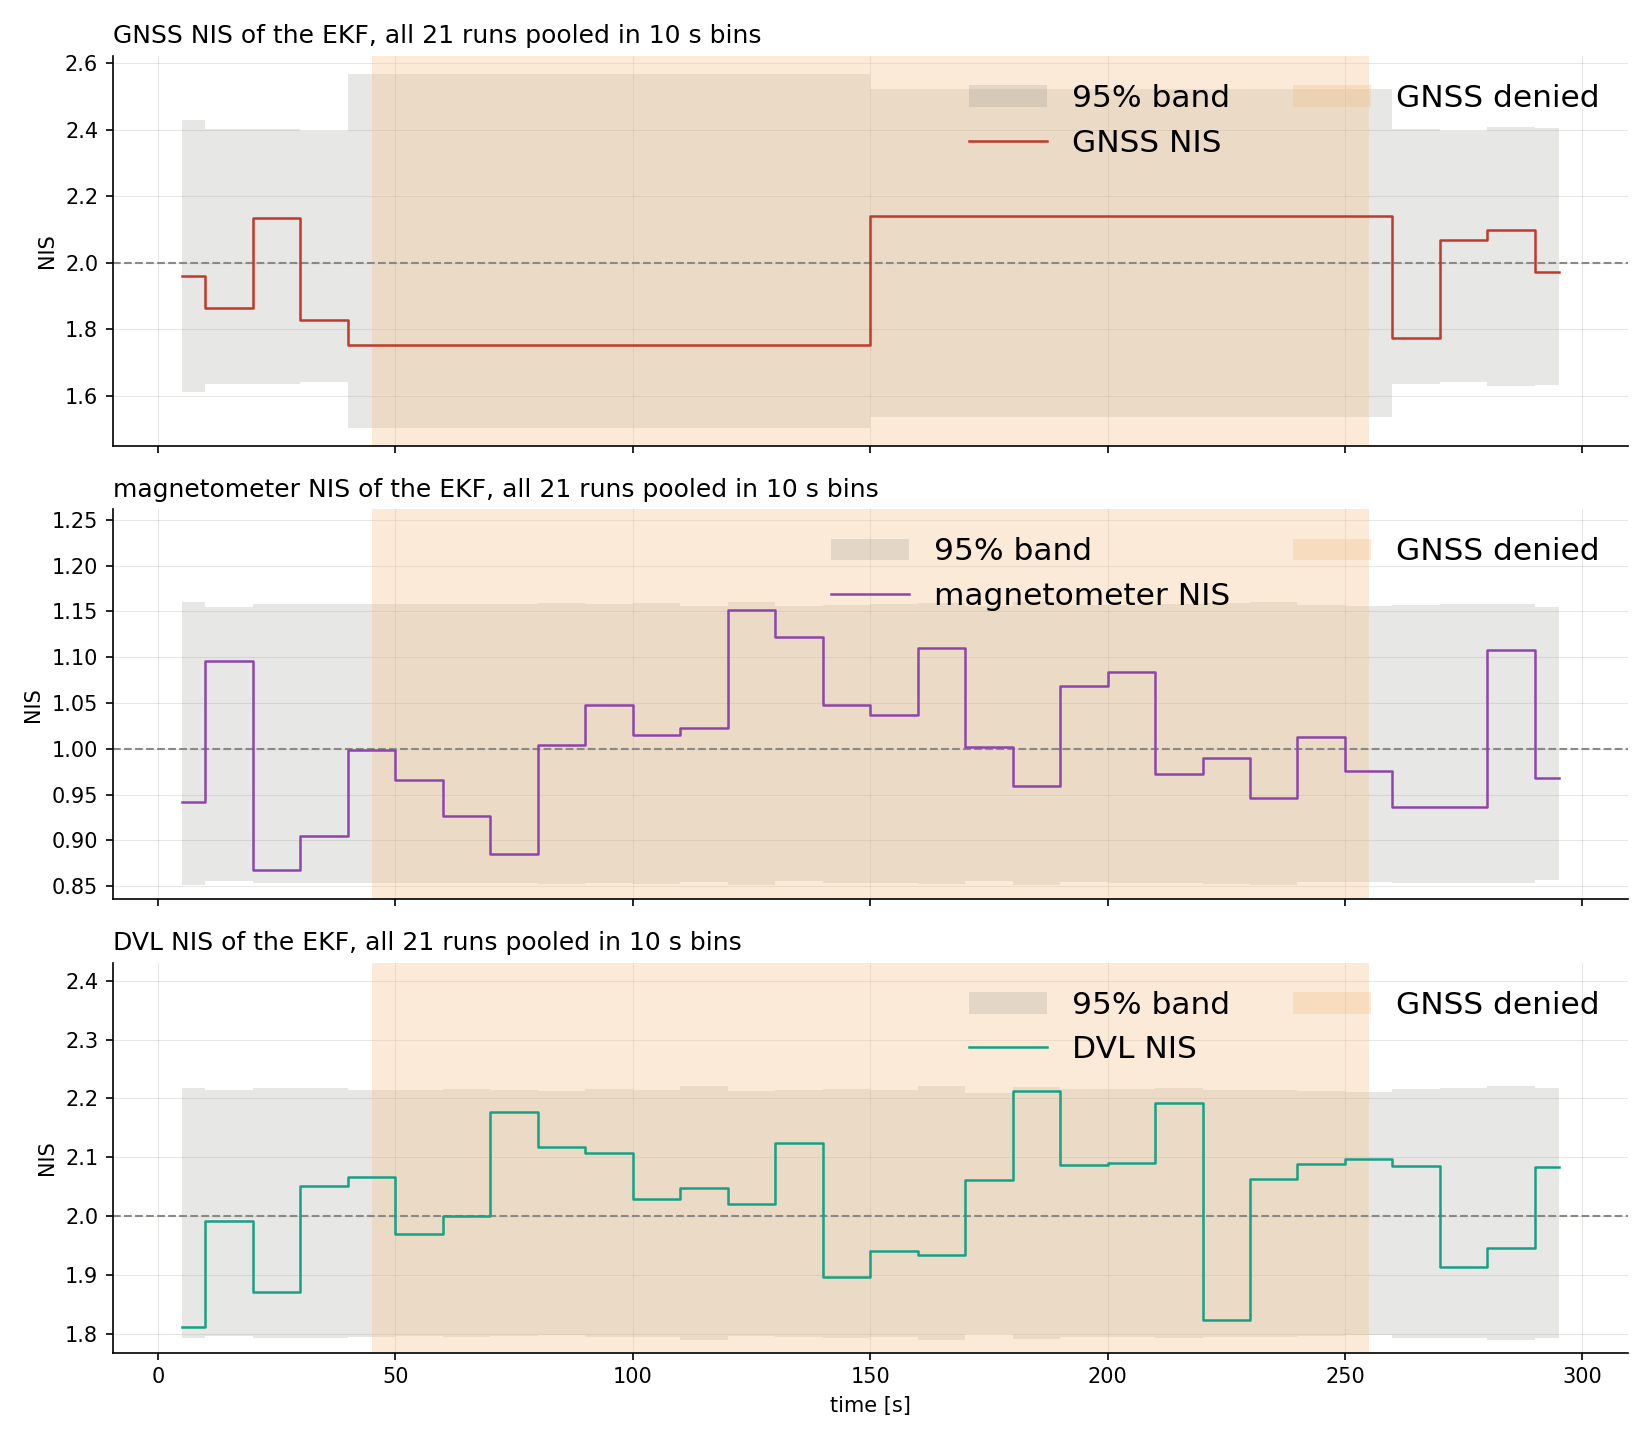 GNSS NIS of the EKF, all 21 runs pooled in 10 s bins
2.6
2.4
2.2
2.0
1.8
1.6
NIS
95% band
GNSS denied
GNSS NIS
magnetometer NIS of the EKF, all 21 runs pooled in 10 s bins
1.25
1.20
1.15
1.10
1.05
1.00
0.95
0.90
0.85
NIS
95% band
GNSS denied
magnetometer NIS
DVL NIS of the EKF, all 21 runs pooled in 10 s bins
2.4
2.3
2.2
2.1
2.0
1.9
1.8
NIS
95% band
GNSS denied
DVL NIS
0
50
100
150
200
250
300
time [s]